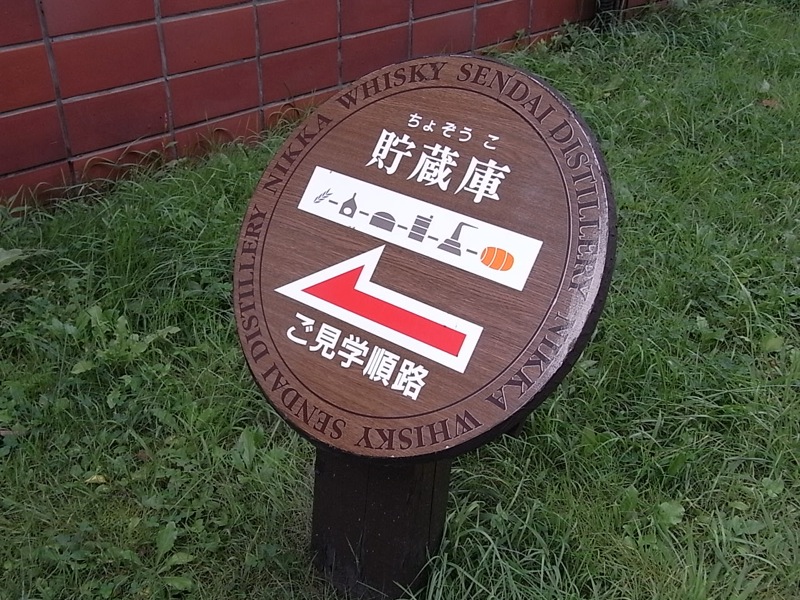 NIKKA WHISKY SENDAI DISTILLERY NIKKA WHISKY SENDAI DISTILLERY
ちょぞうこ
貯蔵庫
ご見学順路